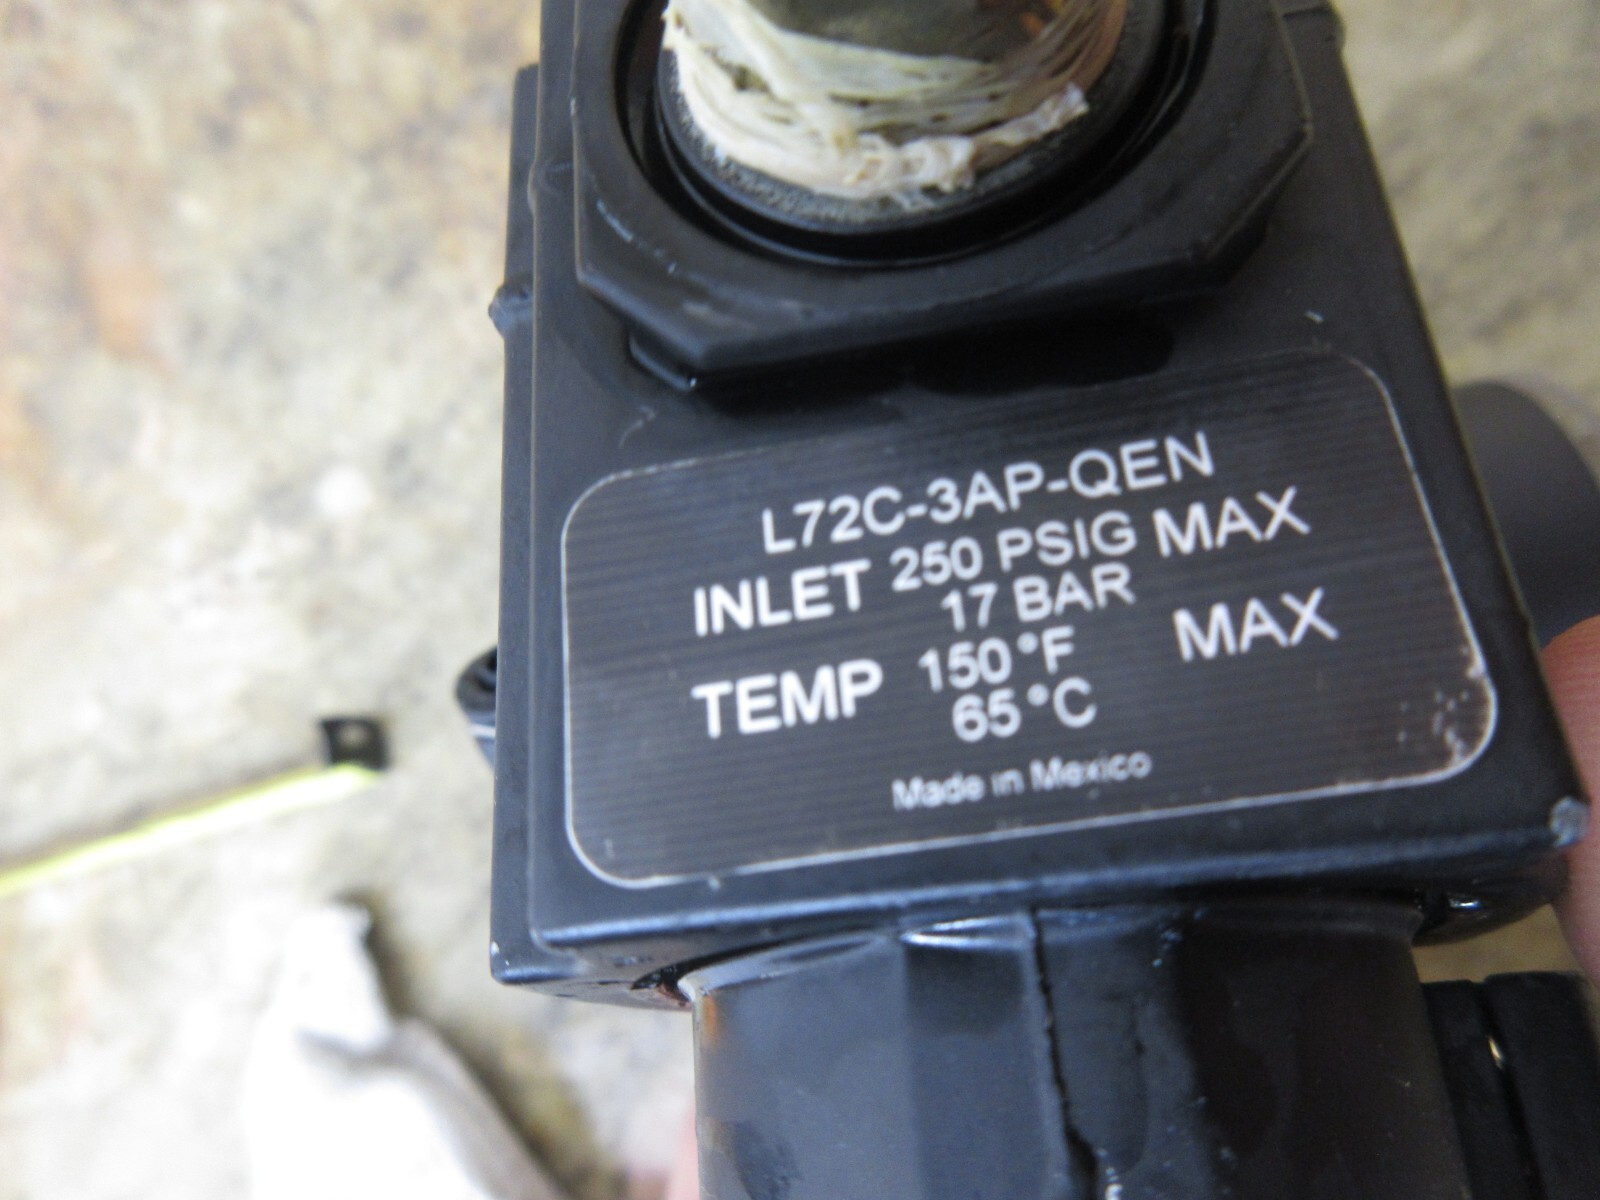 L72C-3AP-QEN
INLET 250 PSIG MAX
17 BAR
TEMP 150°F MAX
65°C
Made in Mexico